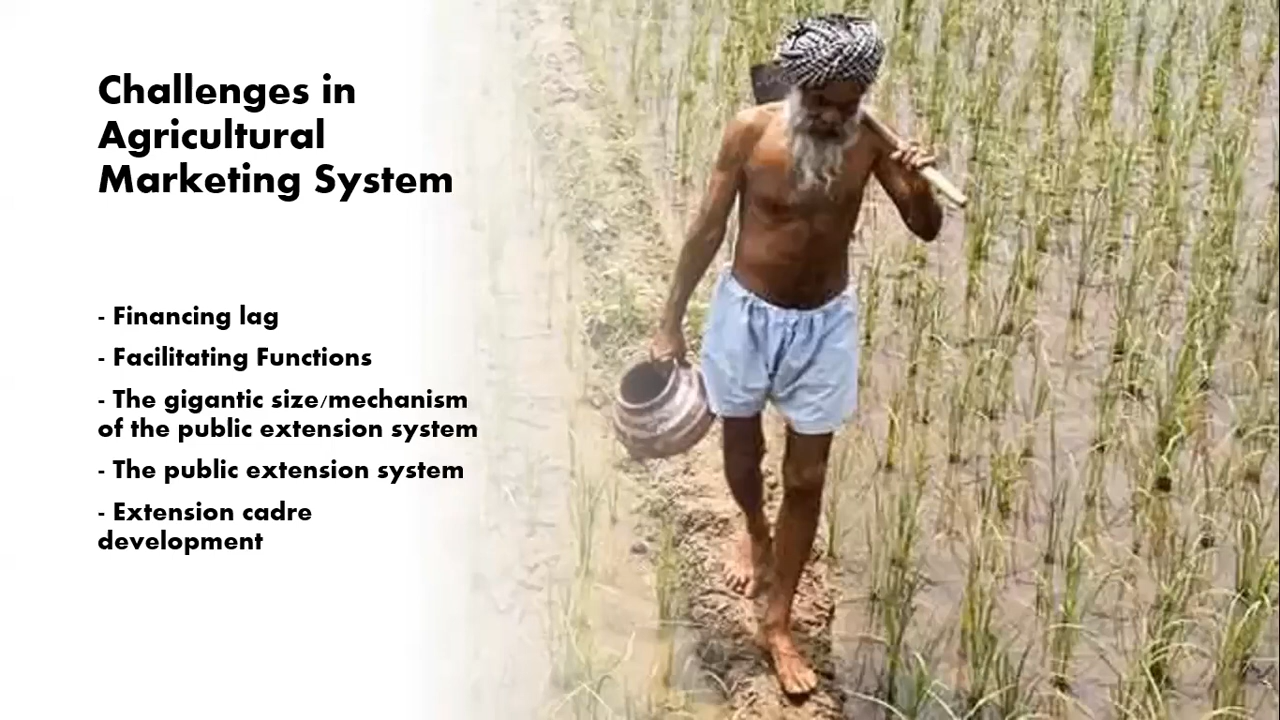 Challenges in
Agricultural
Marketing System
- Financing lag
- Facilitating Functions
- The gigantic size/mechanism
of the public extension system
- The public extension system
- Extension cadre
development